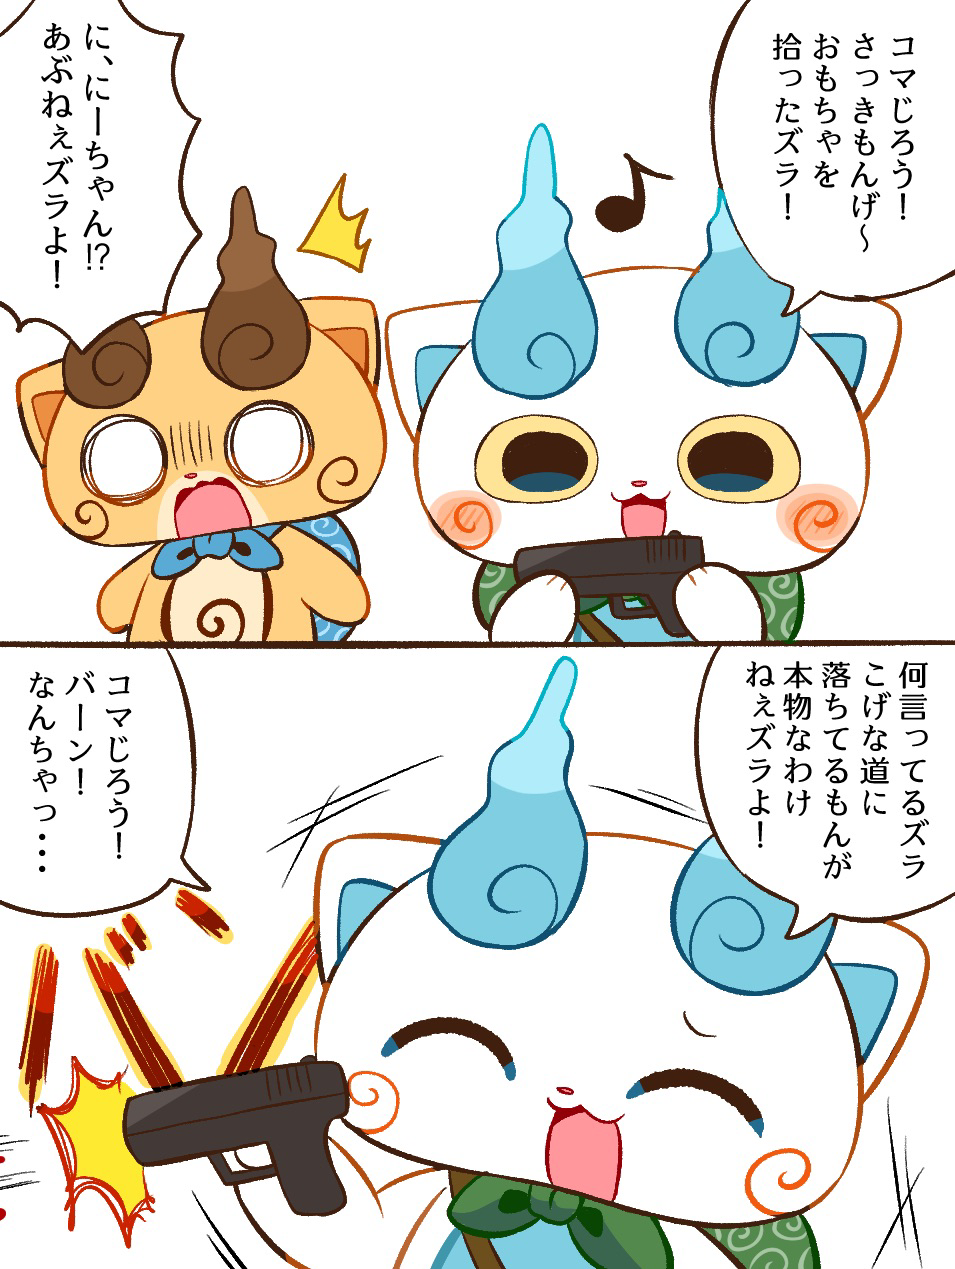 コマじろう！
さっきもんげ〜
おもちゃを
拾ったズラ！
に、にーちゃん!?
あぶねぇズラよ！
何言ってるズラ
こげな道に
落ちてるもんが
本物なわけ
ねぇズラよ！
コマじろう！
バーン！
なんちゃっ・・・